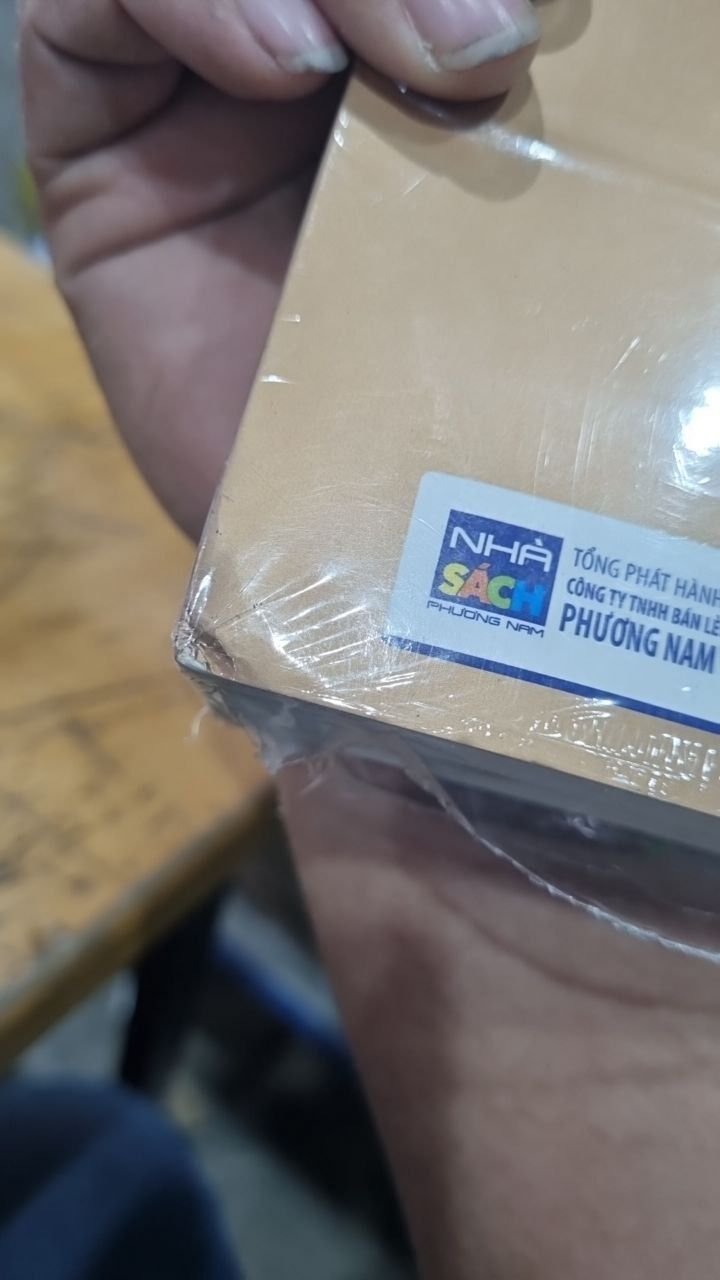 NHÀ
SÁCH
PHƯƠNG NAM
TỔNG PHÁT HÀNH
CÔNG TY TNHH BÁN LẺ
PHƯƠNG NAM